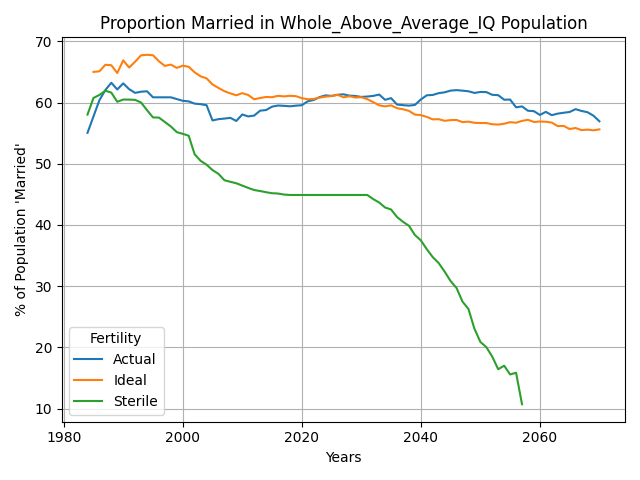 Proportion Married in Whole_Above_Average_IQ Population
% of Population 'Married'
70
60
50
40
30
20
10
Fertility
Actual
Ideal
Sterile
1980
2000
2020
2040
2060
Years